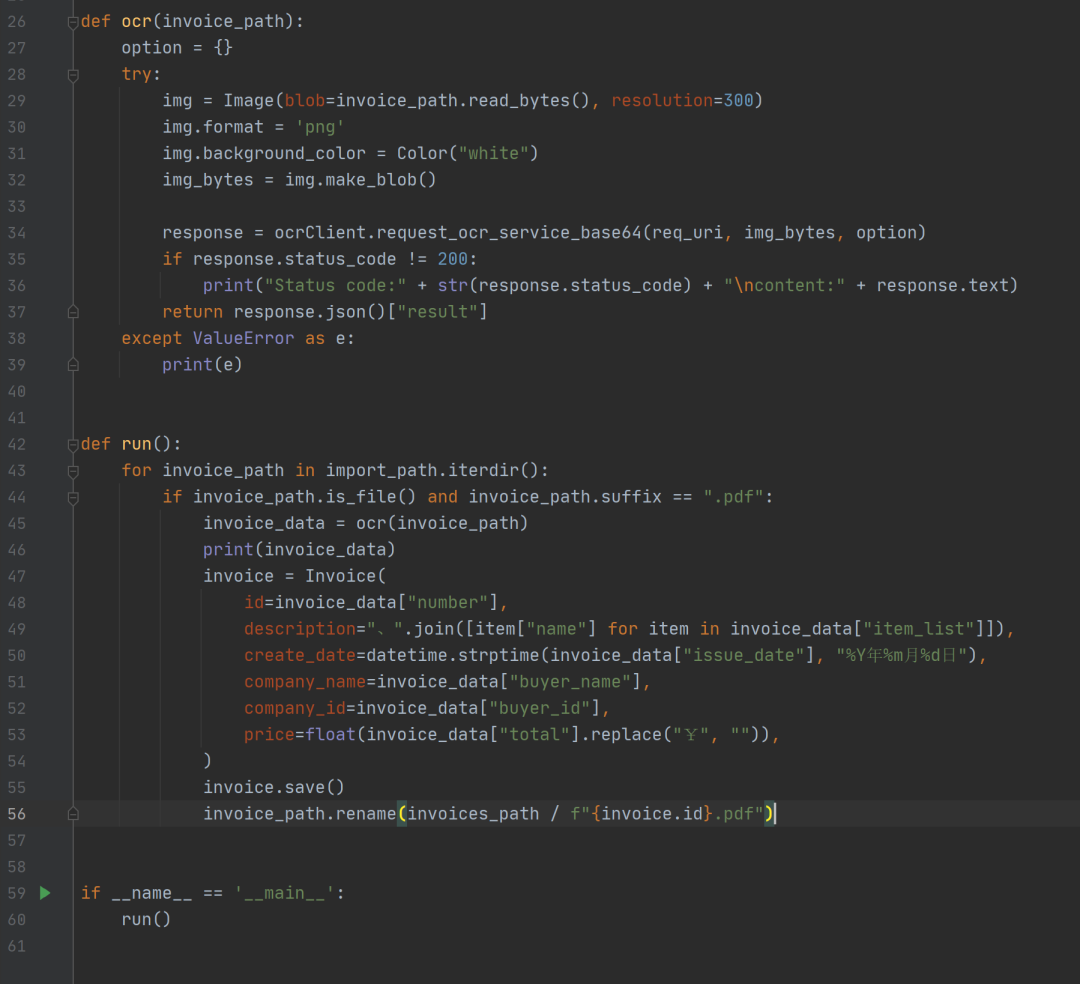 26 def ocr(invoice_path):
27     option = {}
28     try:
29         img = Image(blob=invoice_path.read_bytes(), resolution=300)
30         img.format = 'png'
31         img.background_color = Color("white")
32         img_bytes = img.make_blob()
33
34         response = ocrClient.request_ocr_service_base64(req_uri, img_bytes, option)
35         if response.status_code != 200:
36             print("Status code:" + str(response.status_code) + "\ncontent:" + response.text)
37         return response.json()["result"]
38     except ValueError as e:
39         print(e)
40
41
42 def run():
43     for invoice_path in import_path.iterdir():
44         if invoice_path.is_file() and invoice_path.suffix == ".pdf":
45             invoice_data = ocr(invoice_path)
46             print(invoice_data)
47             invoice = Invoice(
48                 id=invoice_data["number"],
49                 description="、".join([item["name"] for item in invoice_data["item_list"]]),
50                 create_date=datetime.strptime(invoice_data["issue_date"], "%Y年%m月%d日"),
51                 company_name=invoice_data["buyer_name"],
52                 company_id=invoice_data["buyer_id"],
53                 price=float(invoice_data["total"].replace("￥", "")),
54             )
55             invoice.save()
56             invoice_path.rename(invoices_path / f"{invoice.id}.pdf")
57
58
59 if __name__ == '__main__':
60     run()
61